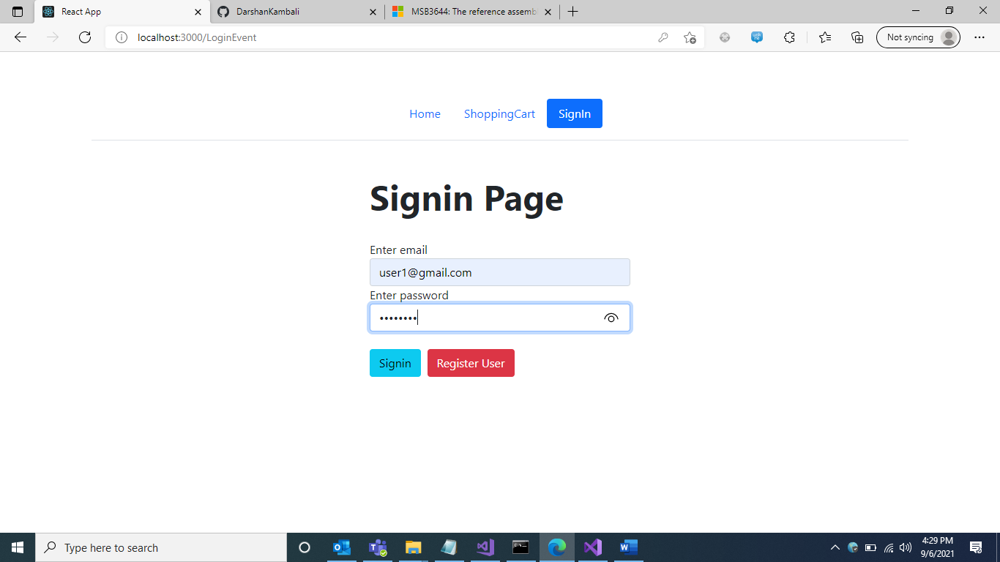 React App
DarshanKambali
MSB3644: The reference assemb
localhost:3000/LoginEvent
Not syncing
Home
ShoppingCart
SignIn
Signin Page
Enter email
user1@gmail.com
Enter password
••••••••
Signin
Register User
Type here to search
4:29 PM
9/6/2021